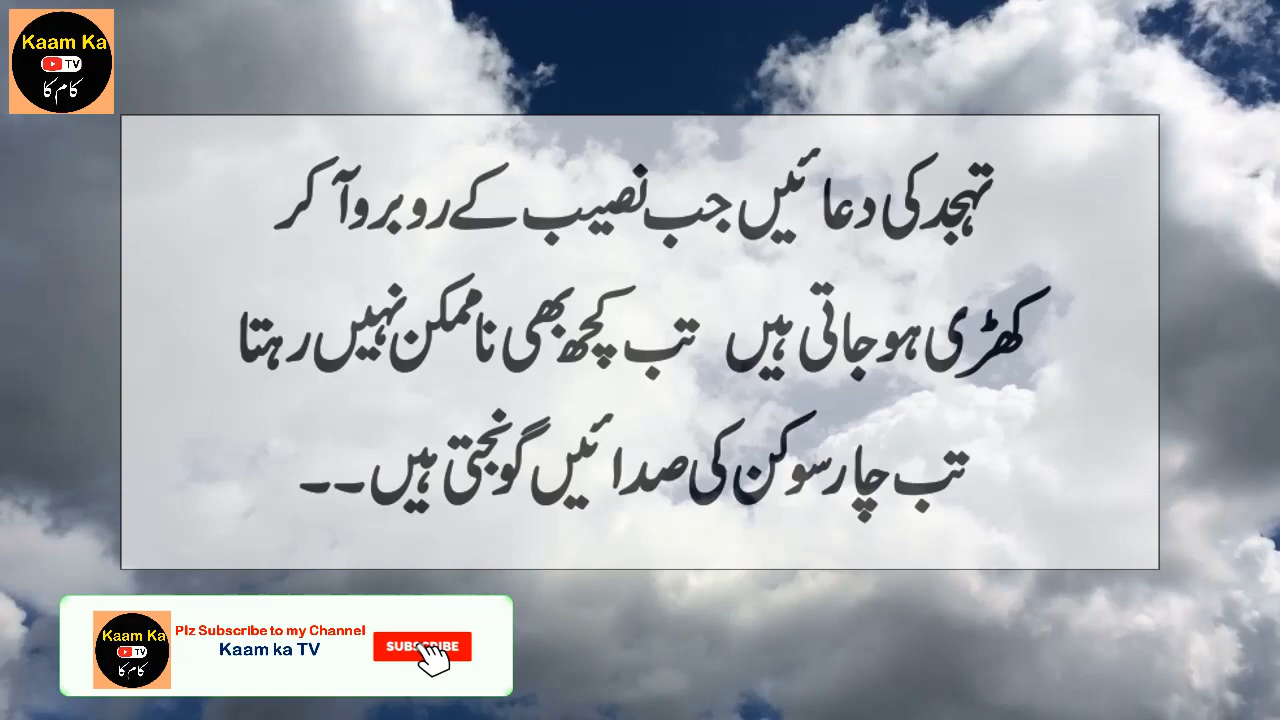 Kaam Ka
TV
کام کا
تہجد کی دعائیں جب نصیب کے روبرو آ کر
کھڑی ہو جاتی ہیں تب کچھ بھی ناممکن نہیں رہتا
تب چار سو کن کی صدائیں گونجتی ہیں۔۔
Kaam Ka
TV
کام کا
Plz Subscribe to my Channel
Kaam ka TV
SUBSCRIBE